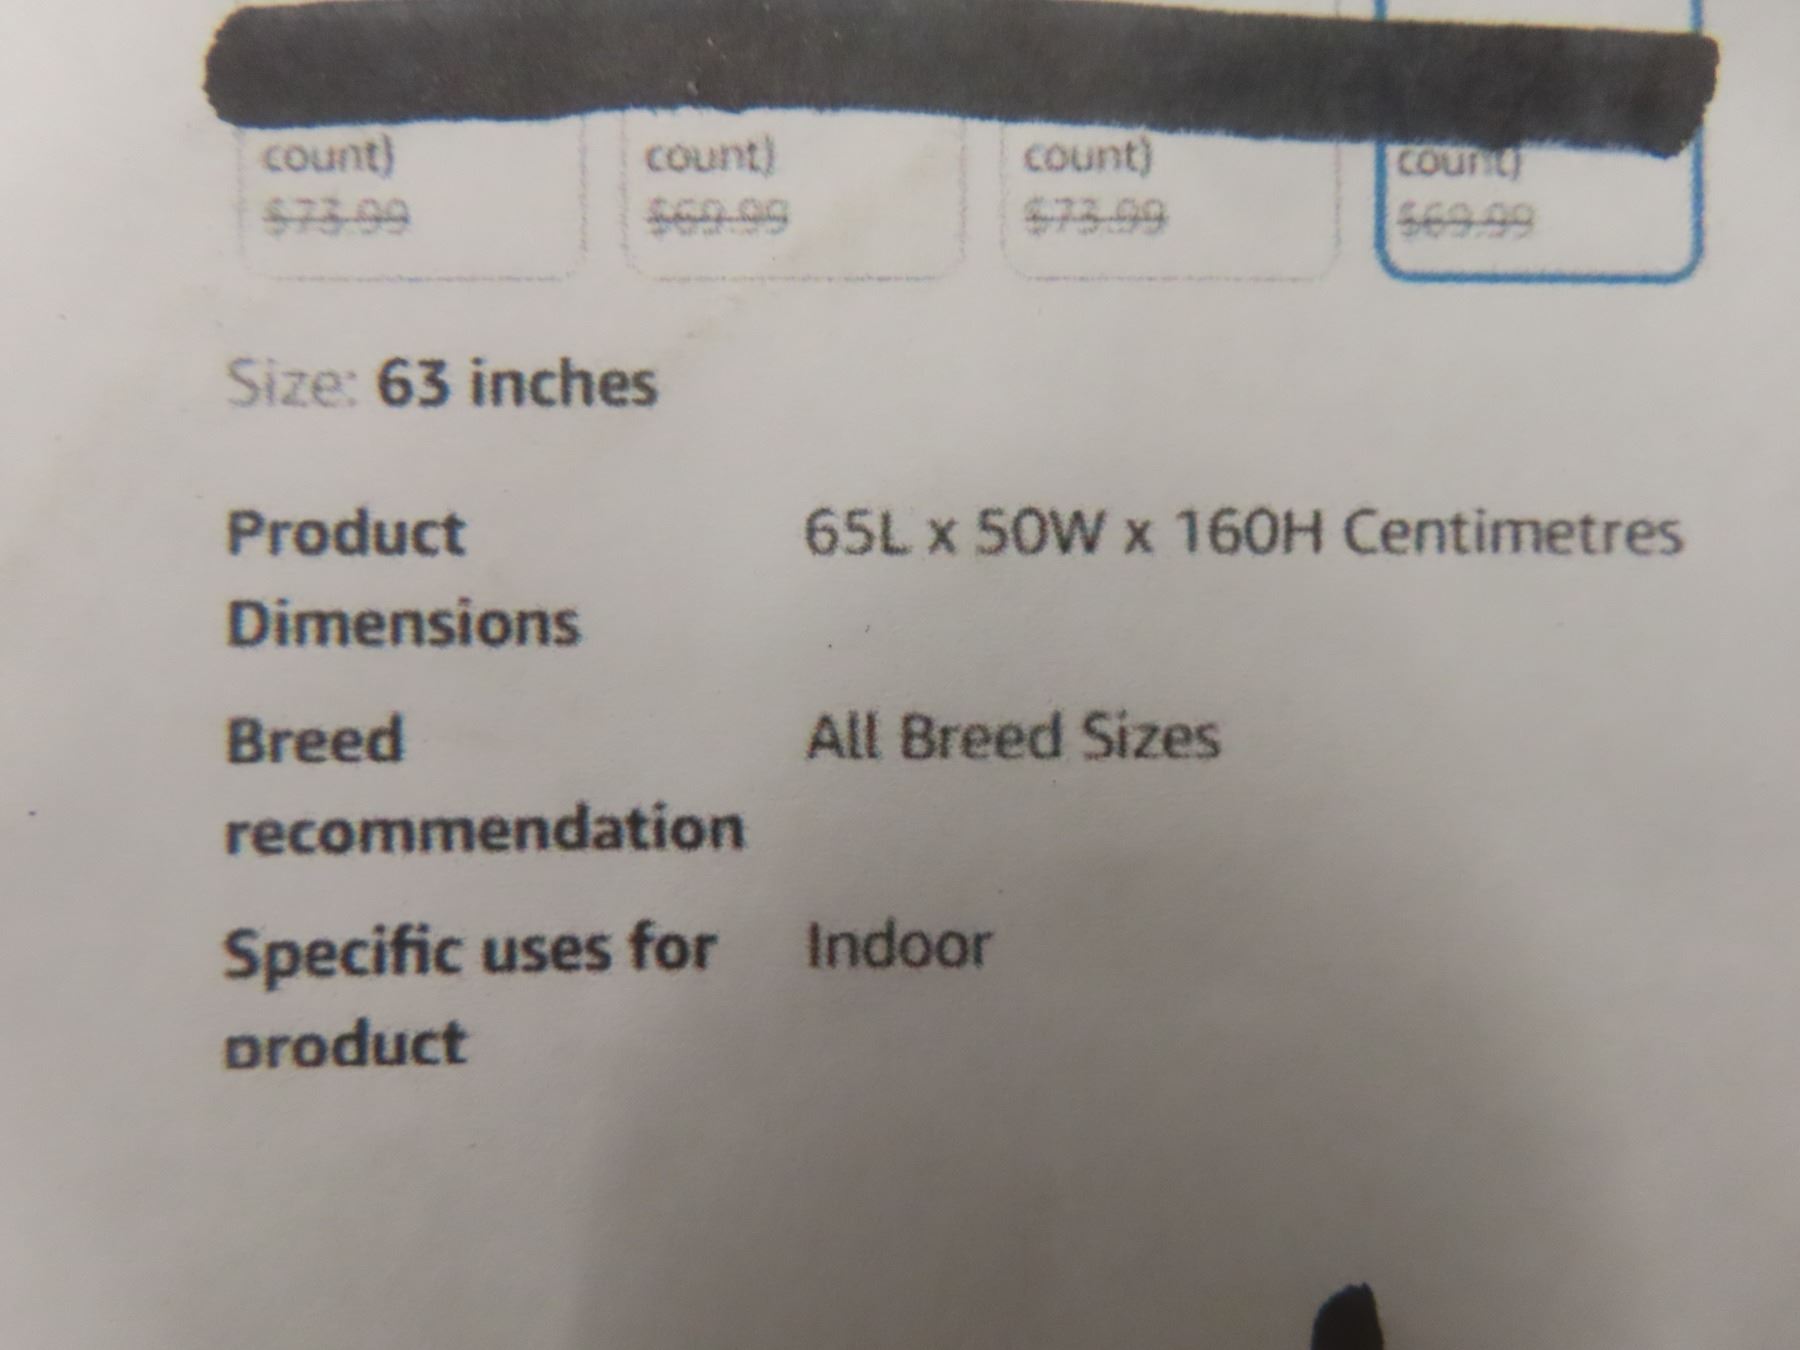 count) count) count) count)
$73.99 $69.99 $73.99 $69.99
Size: 63 inches
Product 65L x 50W x 160H Centimetres
Dimensions
Breed All Breed Sizes
recommendation
Specific uses for Indoor
product